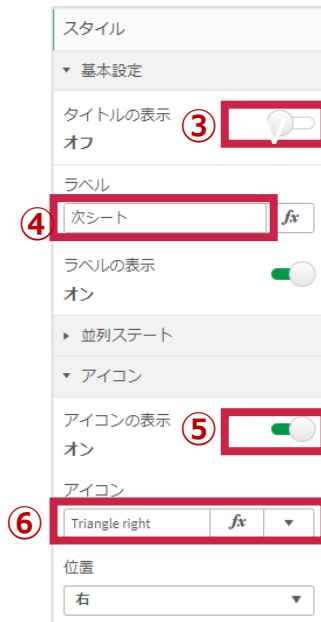 スタイル
▼ 基本設定
タイトルの表示
③
オフ
ラベル
④
次シート
fx
ラベルの表示
オン
▶ 並列ステート
▼ アイコン
アイコンの表示
⑤
オン
アイコン
⑥
Triangle right fx ▼
位置
右 ▼